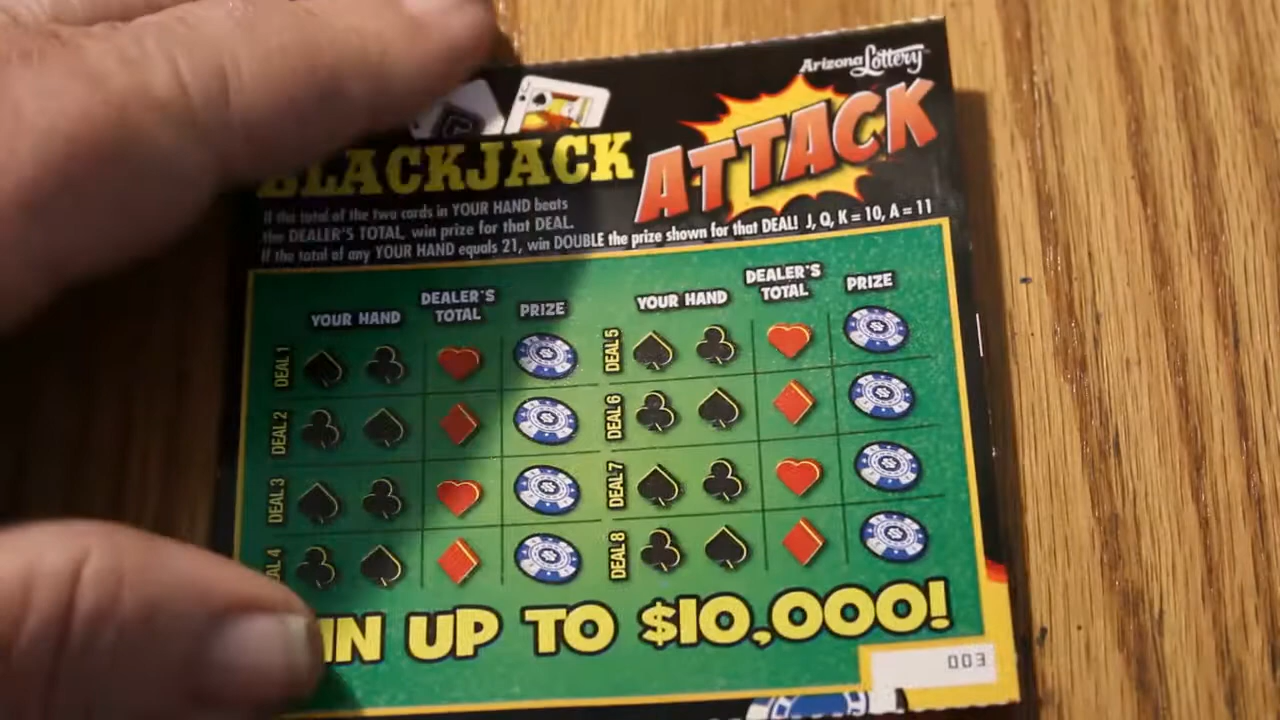 Arizona Lottery
BLACKJACK ATTACK
If the total of the two cards in YOUR HAND beats
the DEALER'S TOTAL, win prize for that DEAL.
If the total of any YOUR HAND equals 21, win DOUBLE the prize shown for that DEAL! J, Q, K = 10, A = 11
YOUR HAND DEALER'S TOTAL PRIZE
DEAL 1
DEAL 2
DEAL 3
4
YOUR HAND DEALER'S TOTAL PRIZE
DEAL 5
DEAL 6
DEAL 7
DEAL 8
IN UP TO $10,000!
003